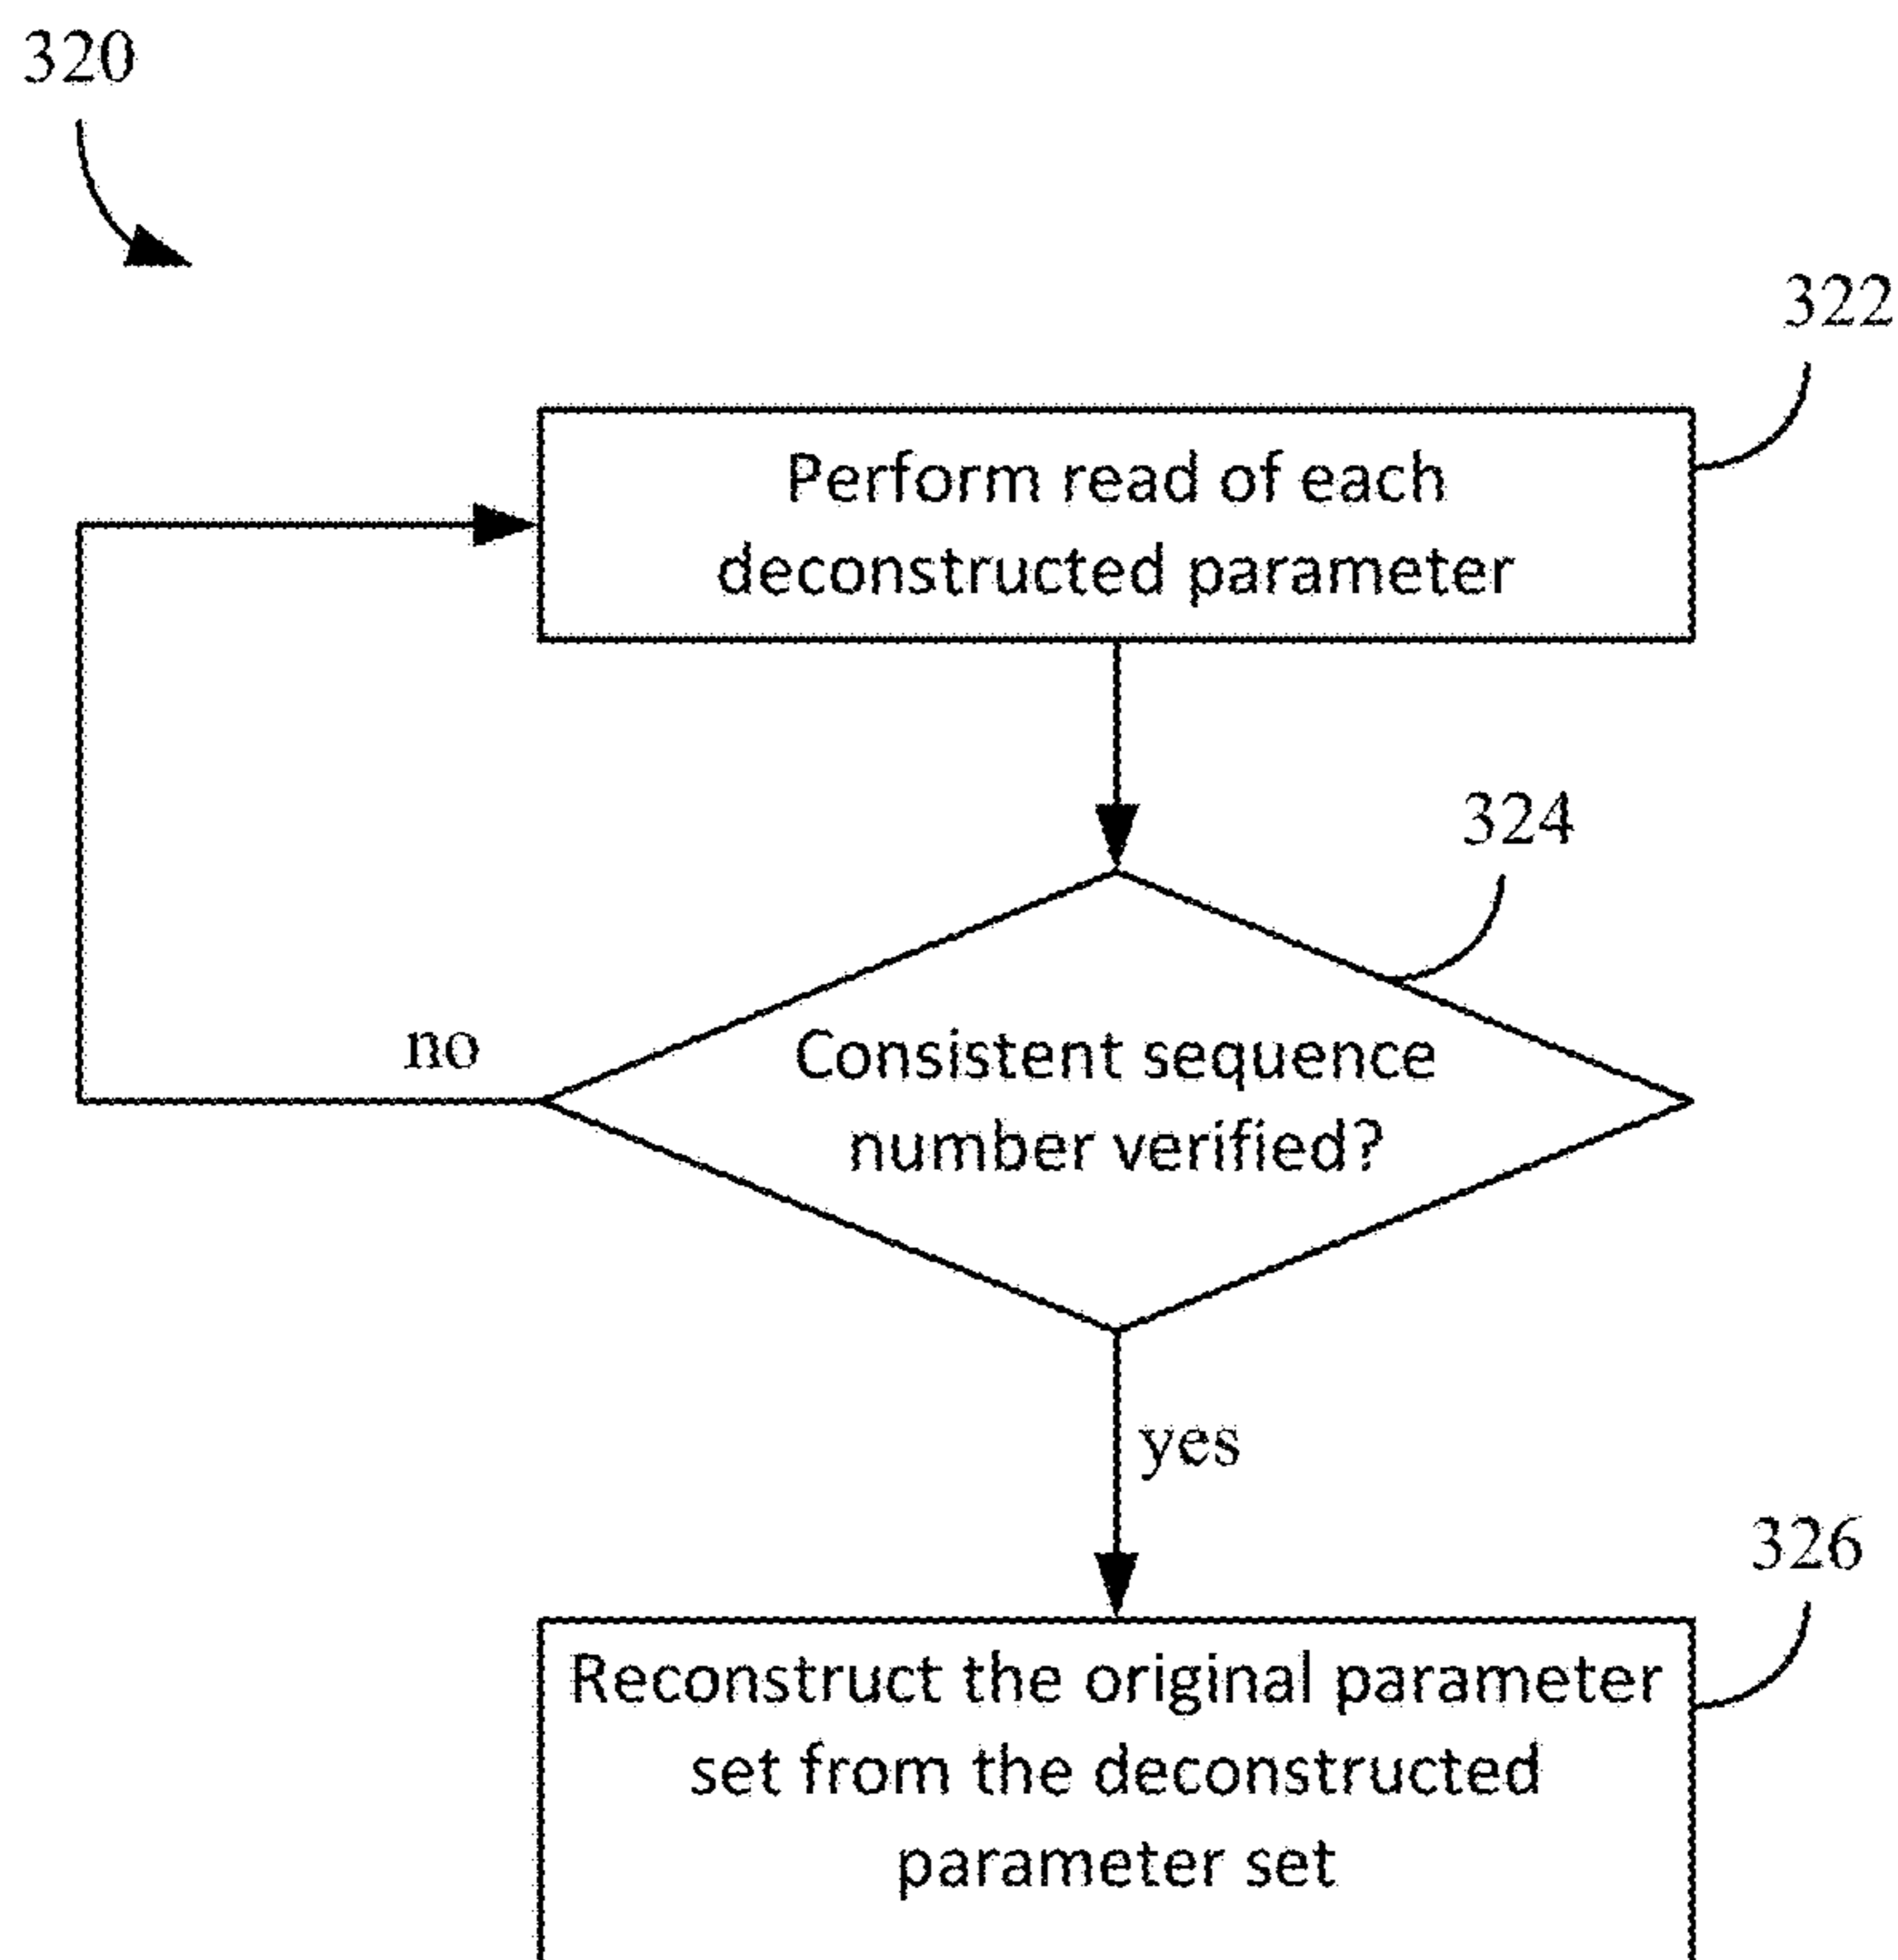 320
322
Perform read of each
deconstructed parameter
324
no
Consistent sequence
number verified?
yes
326
Reconstruct the original parameter
set from the deconstructed
parameter set